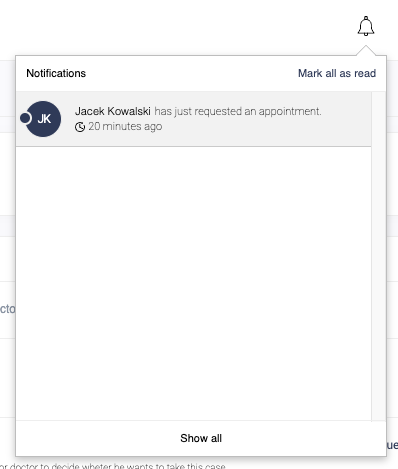 Notifications
Mark all as read
JK
Jacek Kowalski has just requested an appointment.
20 minutes ago
cto
Show all
ue
or doctor to decide wheter he wants to take this case